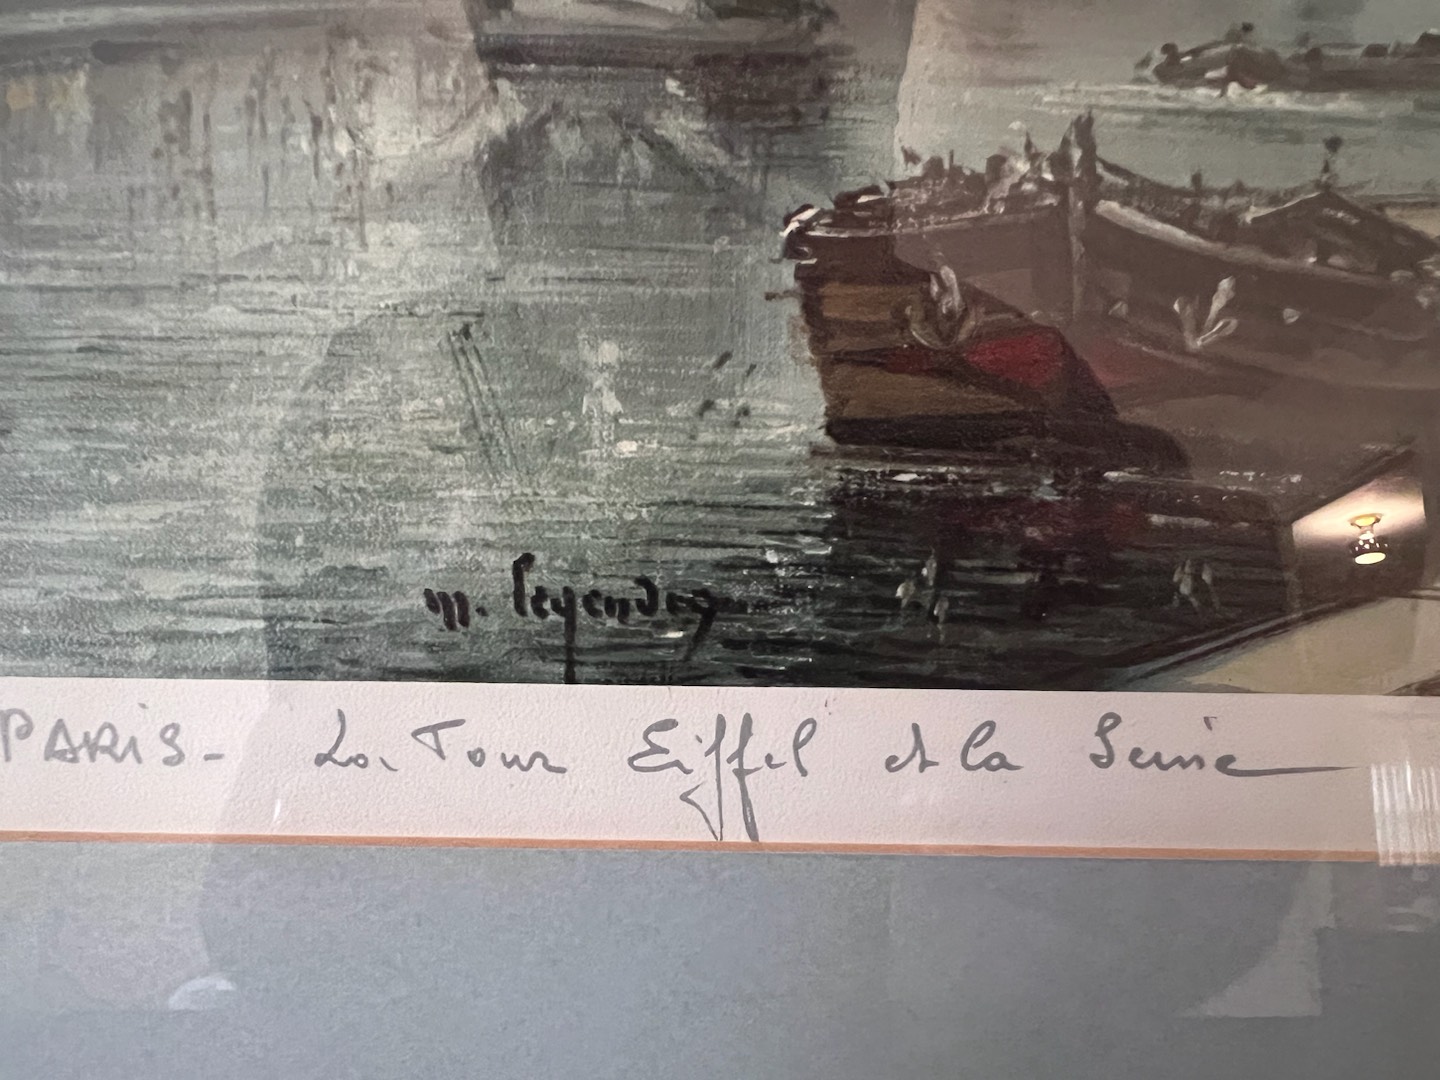 m. Legendre
PARIS - La Tour Eiffel et la Seine